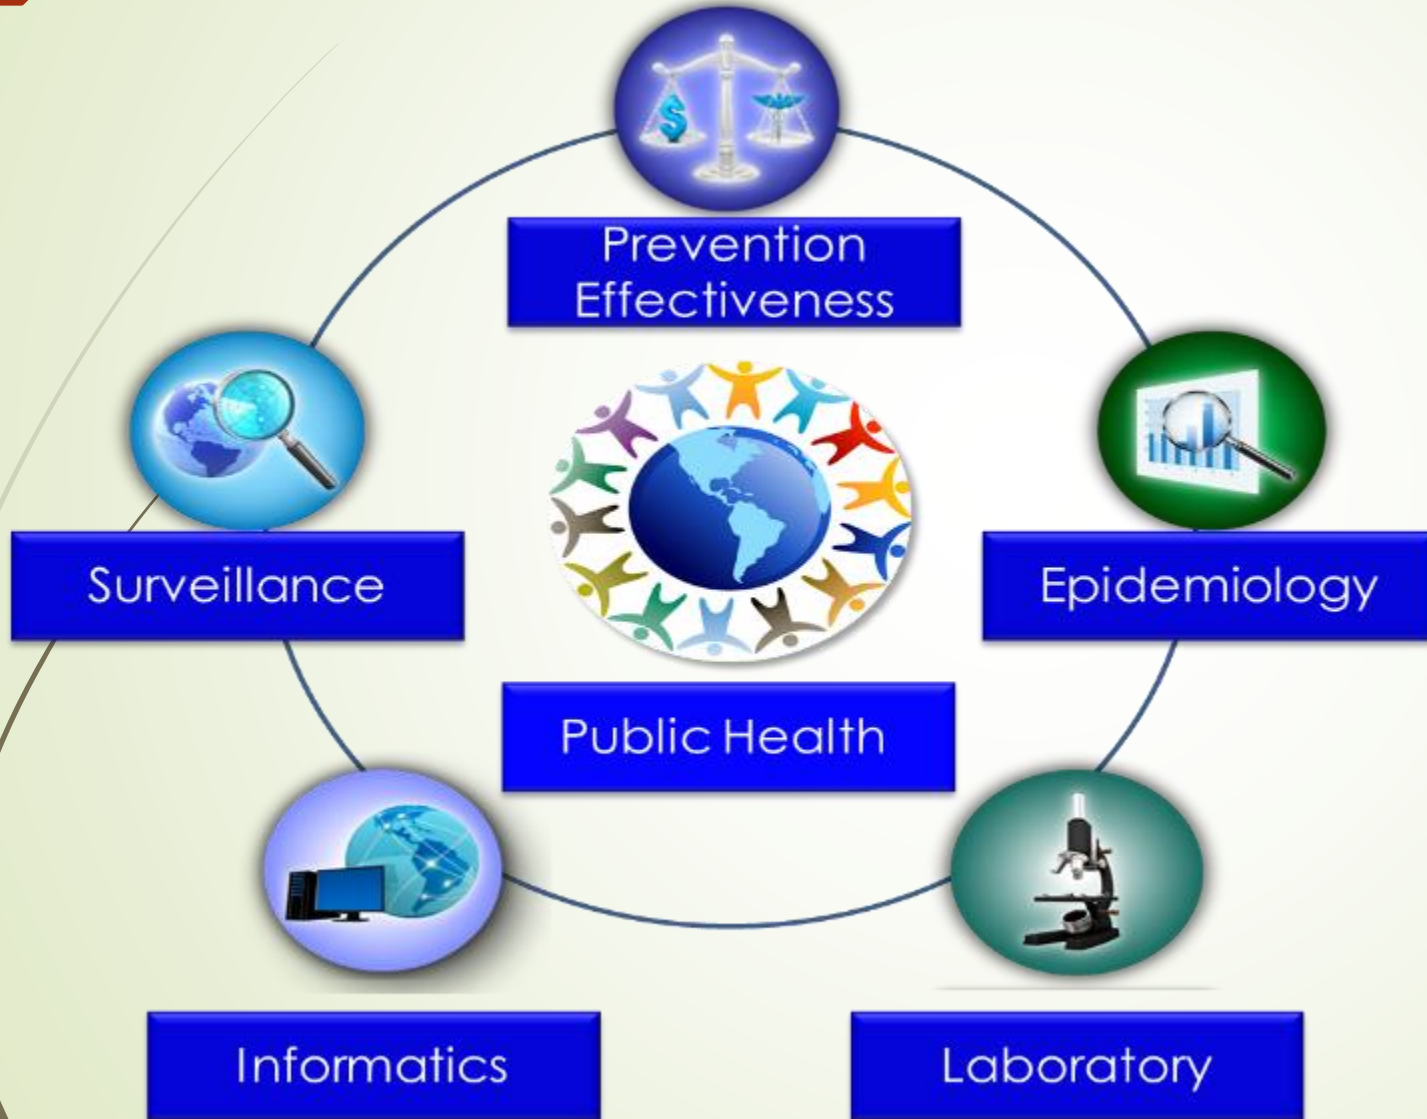 $
Prevention
Effectiveness
Surveillance
Epidemiology
Public Health
Informatics
Laboratory